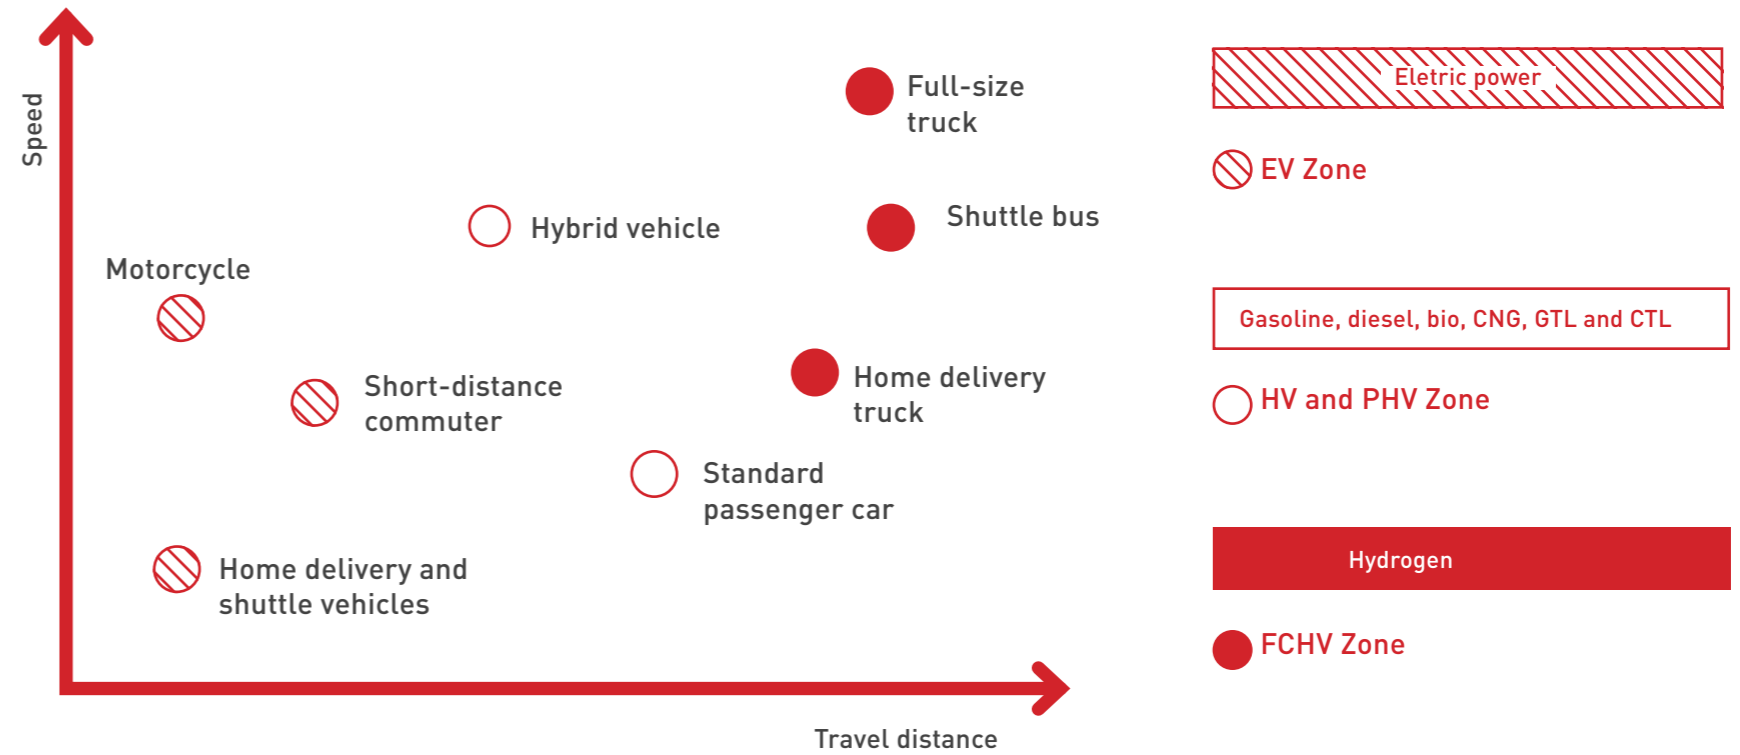 Speed
Full-size
truck
Shuttle bus
Hybrid vehicle
Motorcycle
Short-distance
commuter
Home delivery
truck
Standard
passenger car
Home delivery and
shuttle vehicles
Travel distance
Eletric power
EV Zone
Gasoline, diesel, bio, CNG, GTL and CTL
HV and PHV Zone
Hydrogen
FCHV Zone